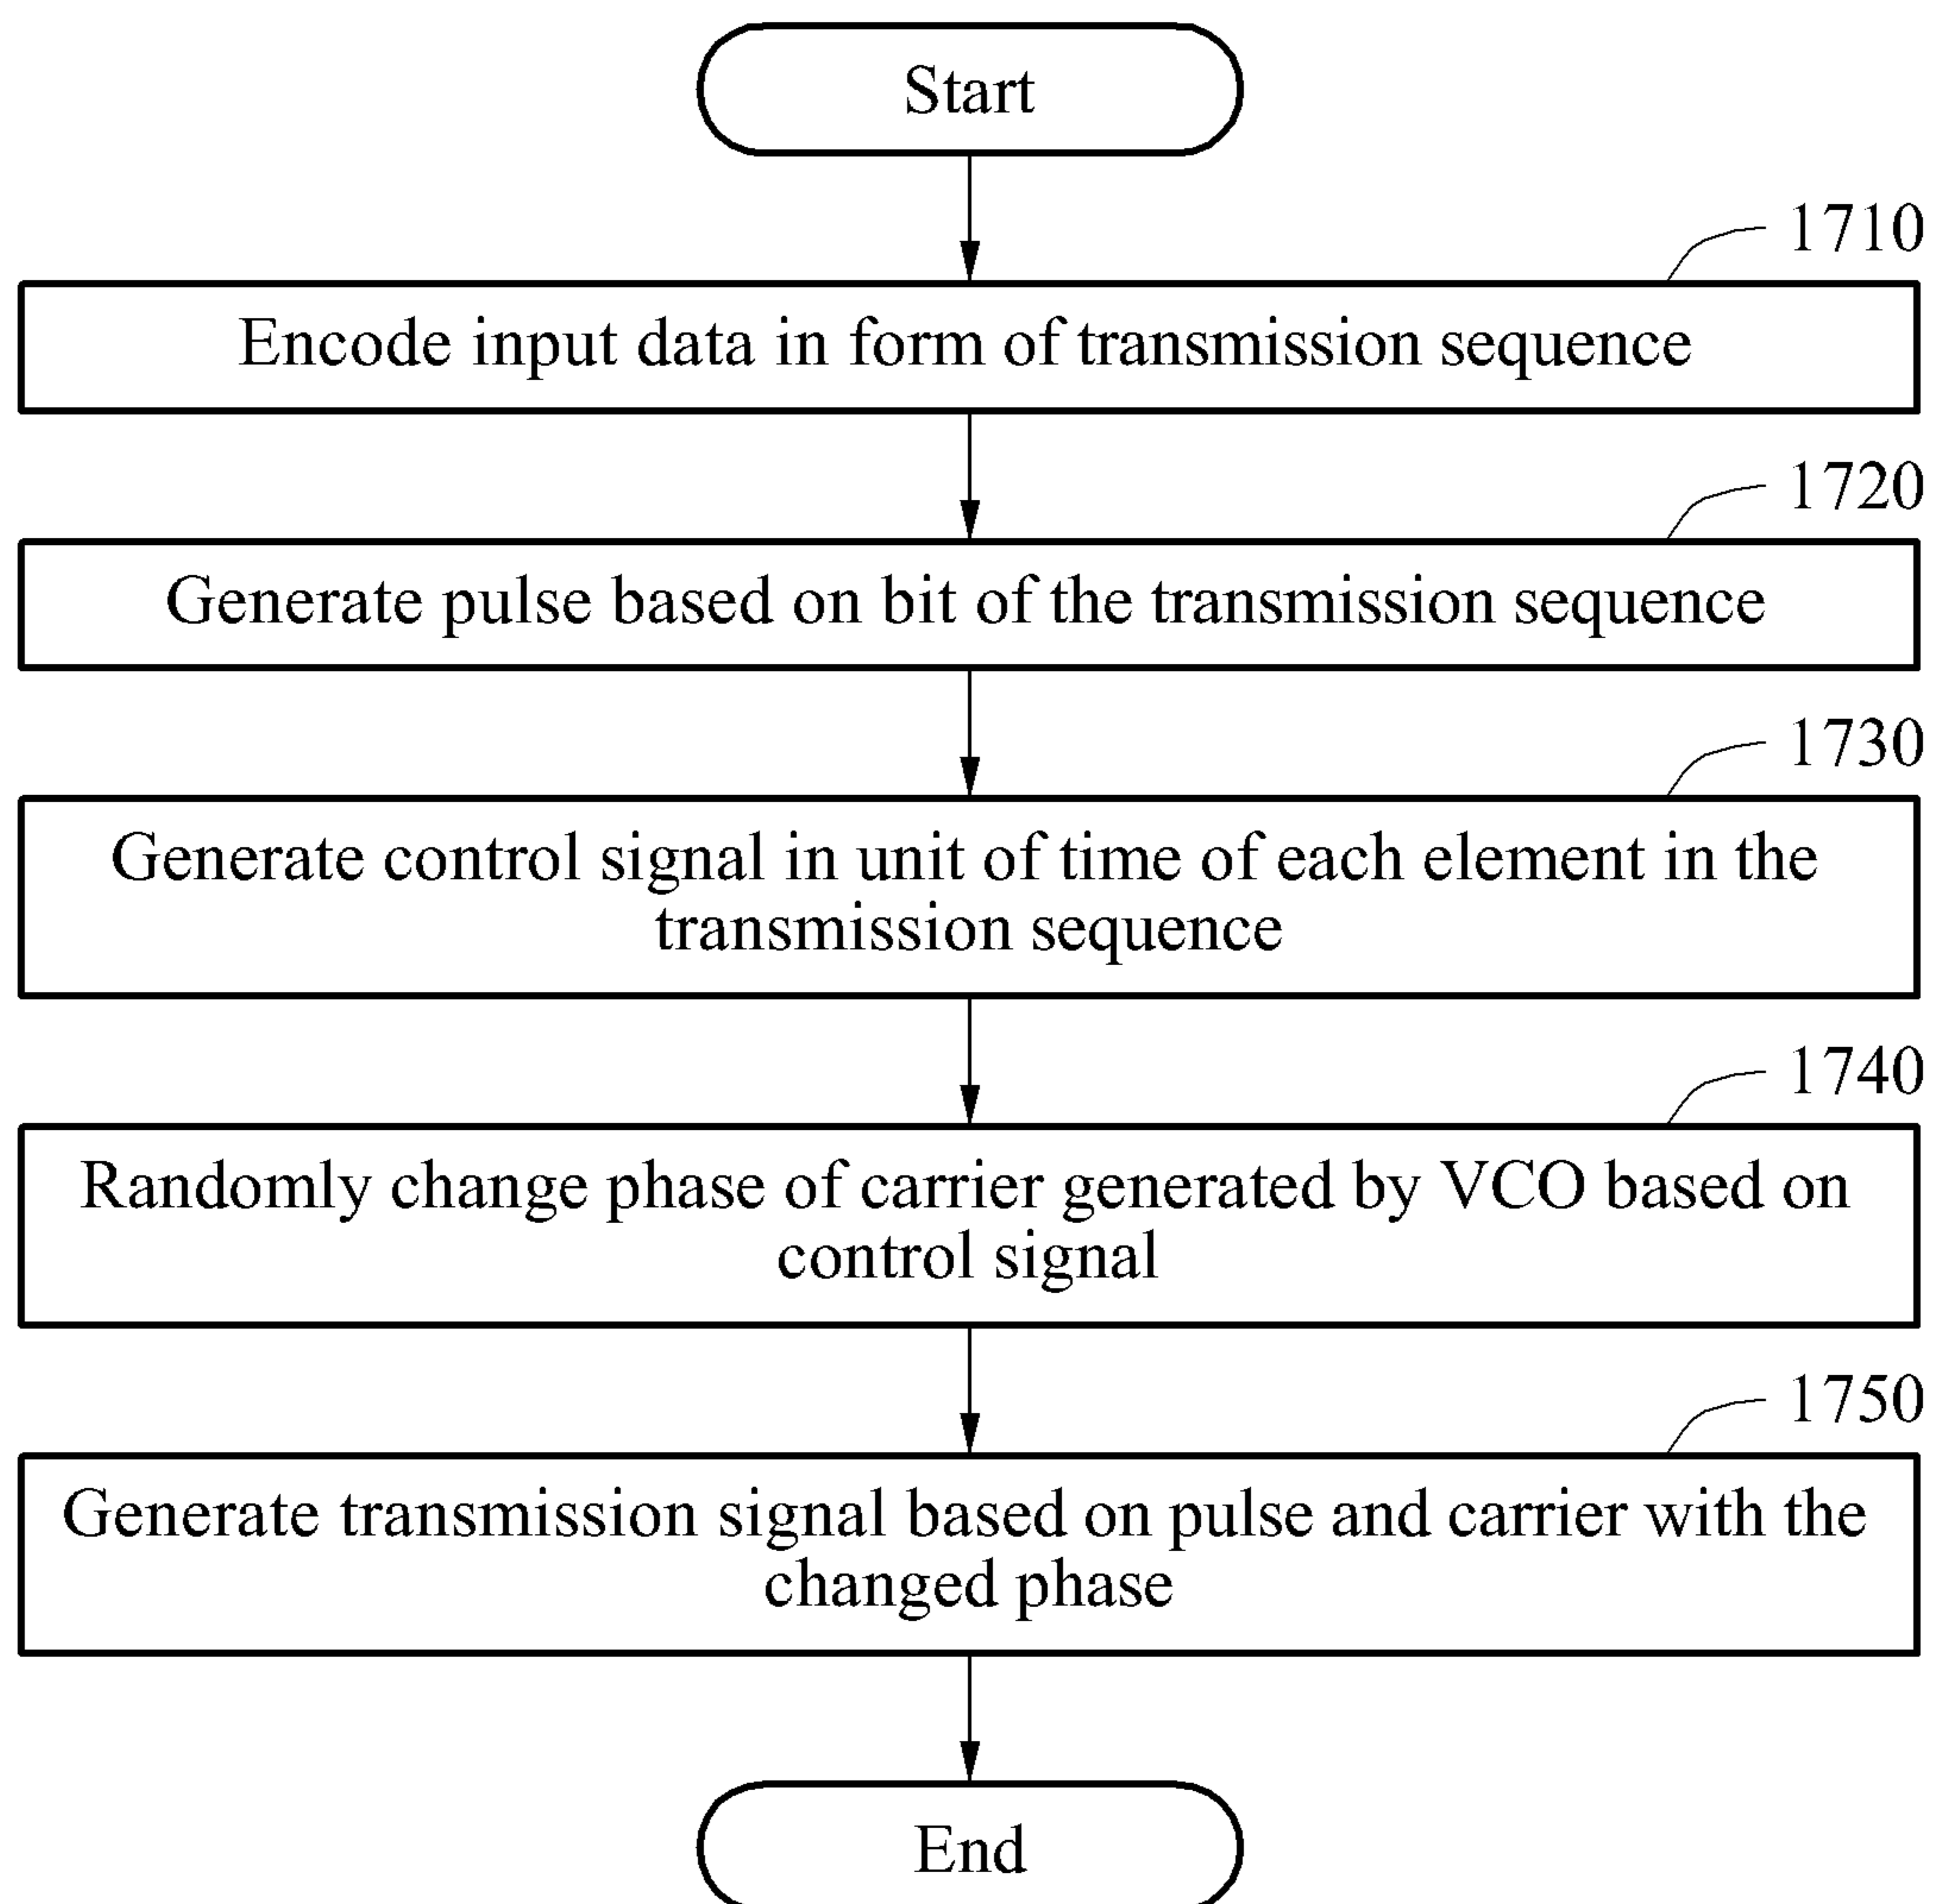 Start
1710
Encode input data in form of transmission sequence
1720
Generate pulse based on bit of the transmission sequence
1730
Generate control signal in unit of time of each element in the
transmission sequence
1740
Randomly change phase of carrier generated by VCO based on
control signal
1750
Generate transmission signal based on pulse and carrier with the
changed phase
End